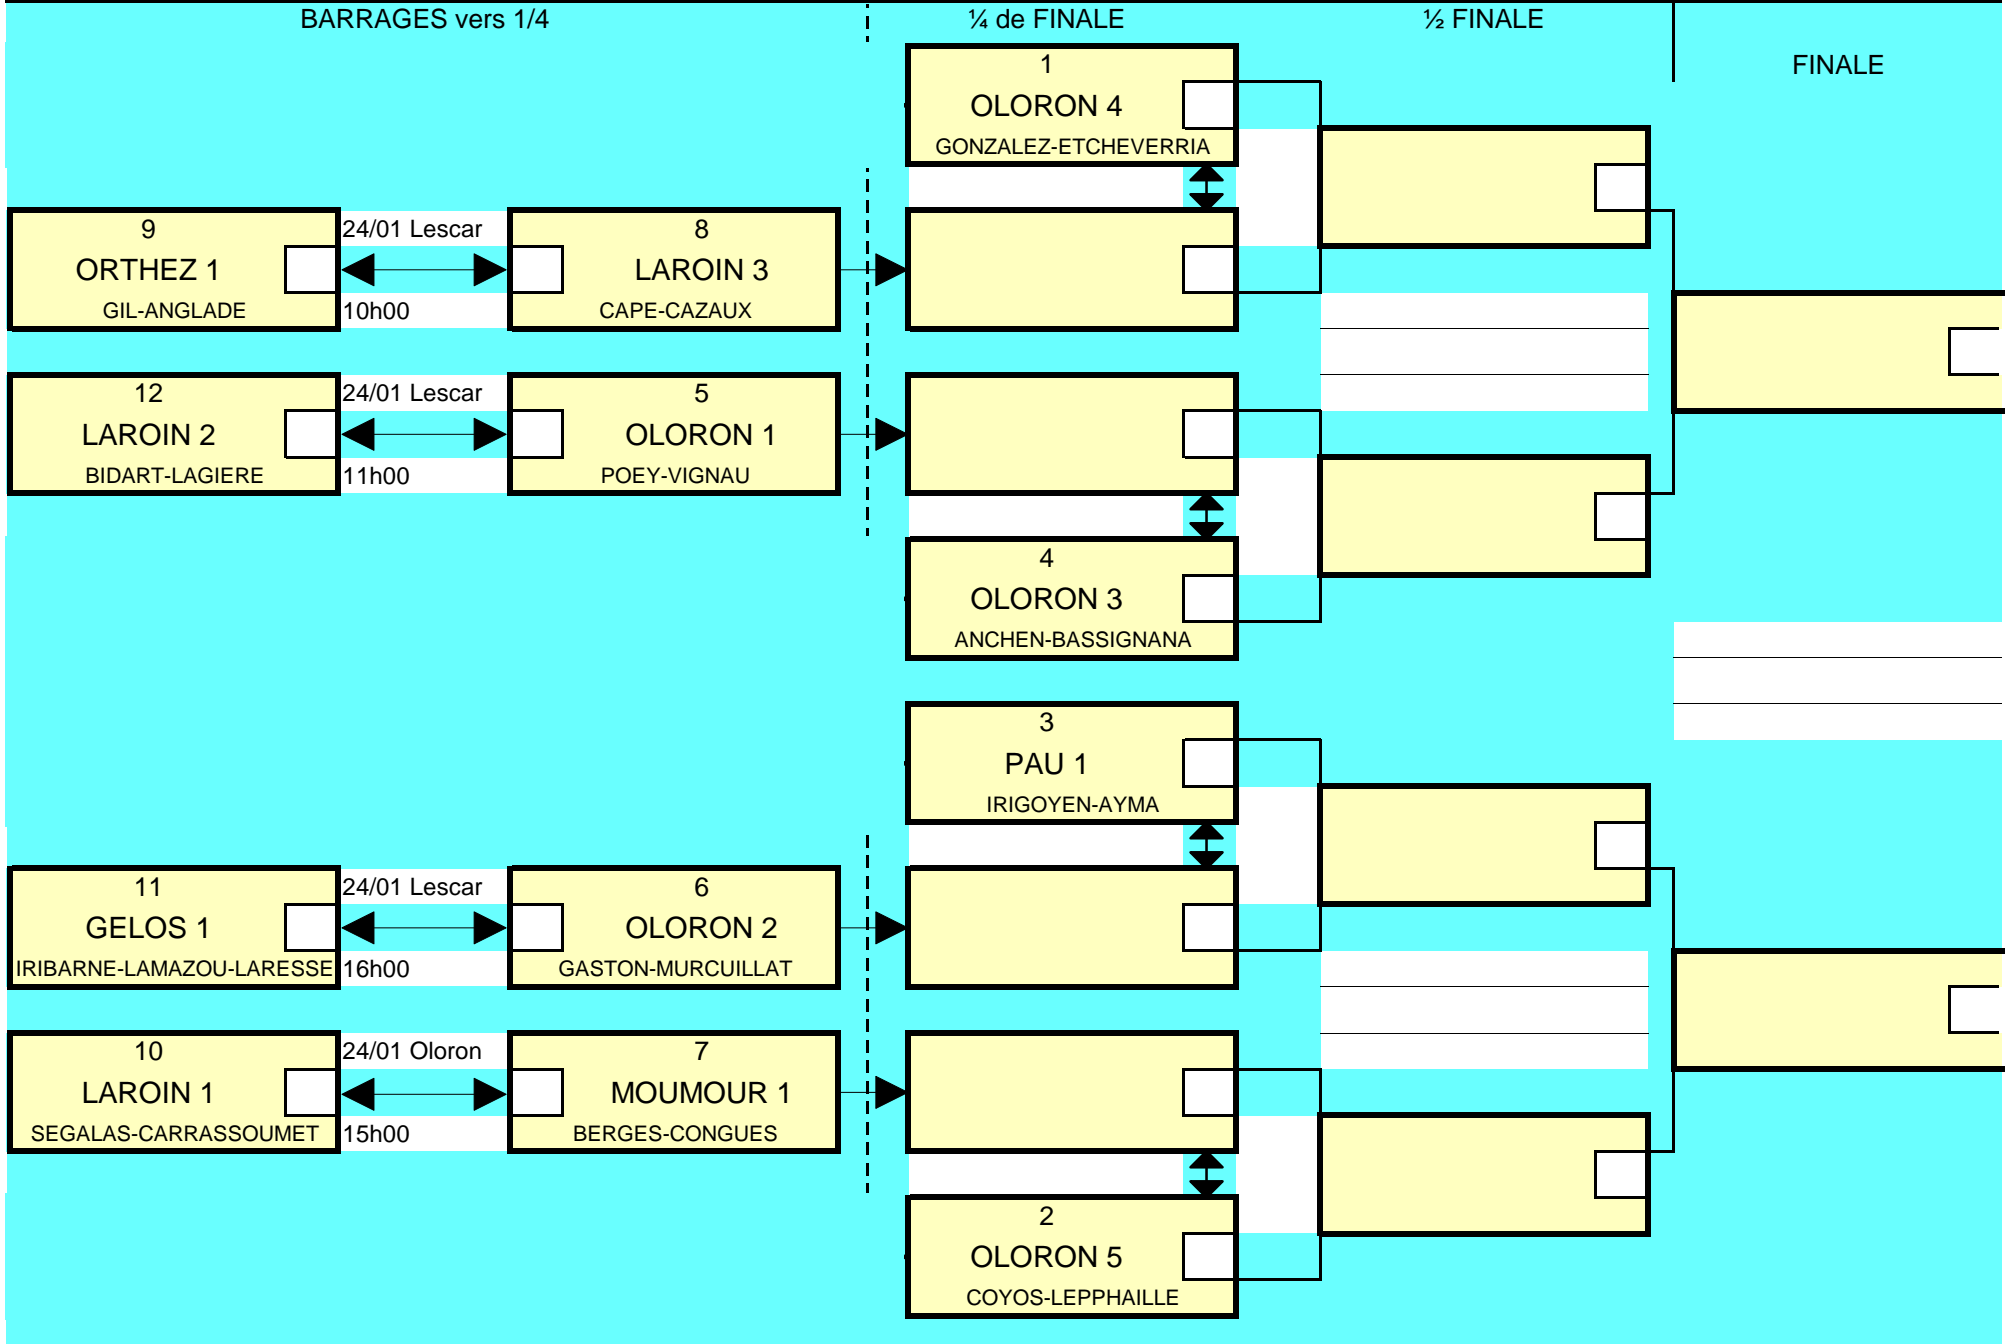 BARRAGES vers 1/4
¼ de FINALE
½ FINALE
FINALE
1
OLORON 4
GONZALEZ-ETCHEVERRIA
9
ORTHEZ 1
GIL-ANGLADE
24/01 Lescar
10h00
8
LAROIN 3
CAPE-CAZAUX
12
LAROIN 2
BIDART-LAGIERE
24/01 Lescar
11h00
5
OLORON 1
POEY-VIGNAU
4
OLORON 3
ANCHEN-BASSIGNANA
3
PAU 1
IRIGOYEN-AYMA
11
GELOS 1
IRIBARNE-LAMAZOU-LARESSE
24/01 Lescar
16h00
6
OLORON 2
GASTON-MURCUILLAT
10
LAROIN 1
SEGALAS-CARRASSOUMET
24/01 Oloron
15h00
7
MOUMOUR 1
BERGES-CONGUES
2
OLORON 5
COYOS-LEPPHAILLE